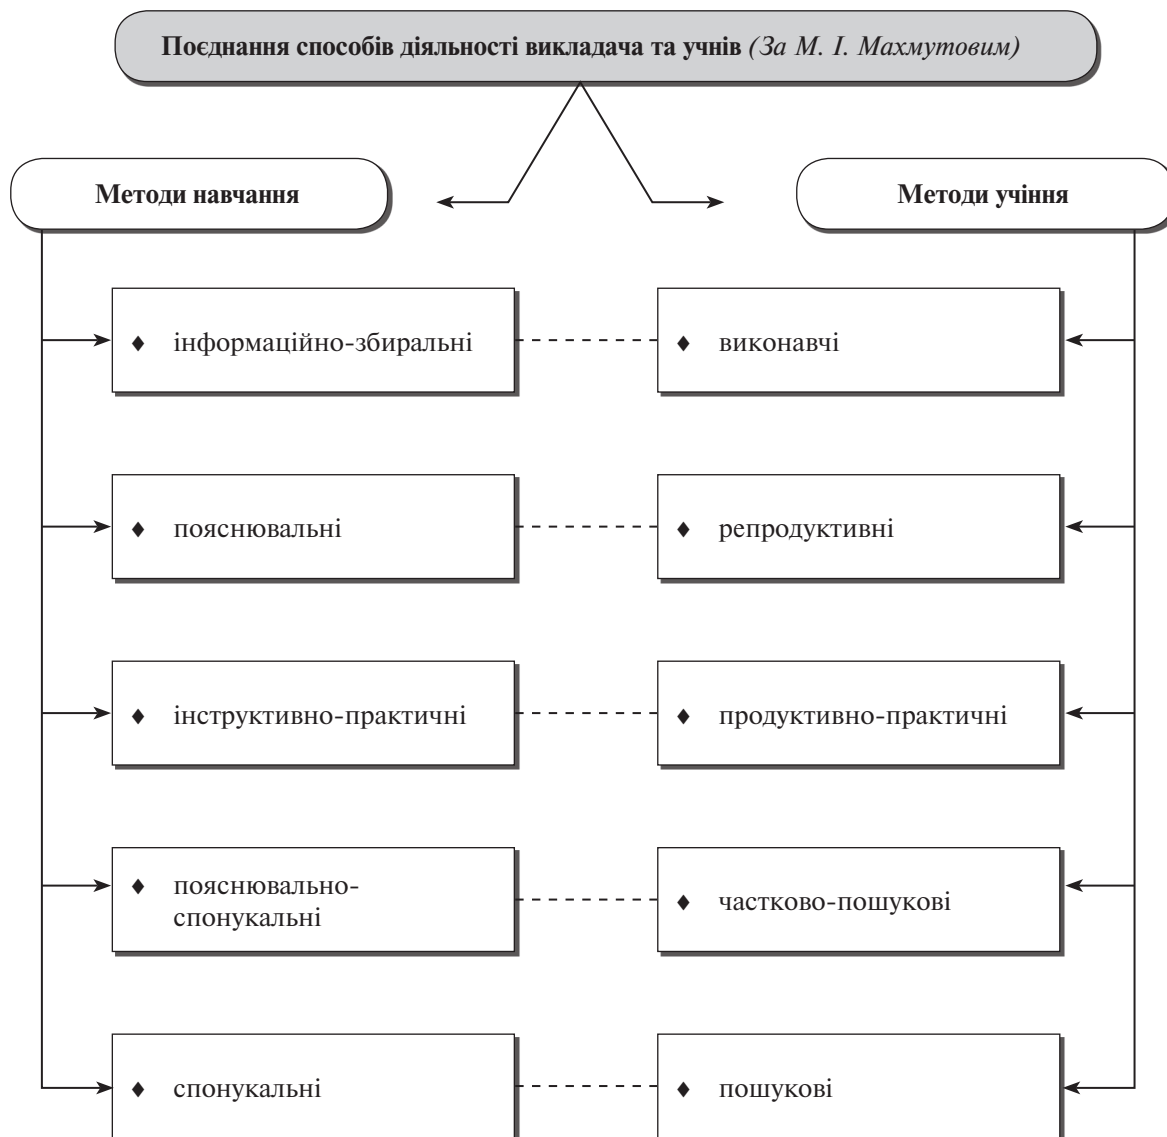 Поєднання способів діяльності викладача та учнів (За М. І. Махмутовим)
Методи навчання
Методи учіння
♦ інформаційно-збиральні
♦ виконавчі
♦ пояснювальні
♦ репродуктивні
♦ інструктивно-практичні
♦ продуктивно-практичні
♦ пояснювально-
спонукальні
♦ частково-пошукові
♦ спонукальні
♦ пошукові